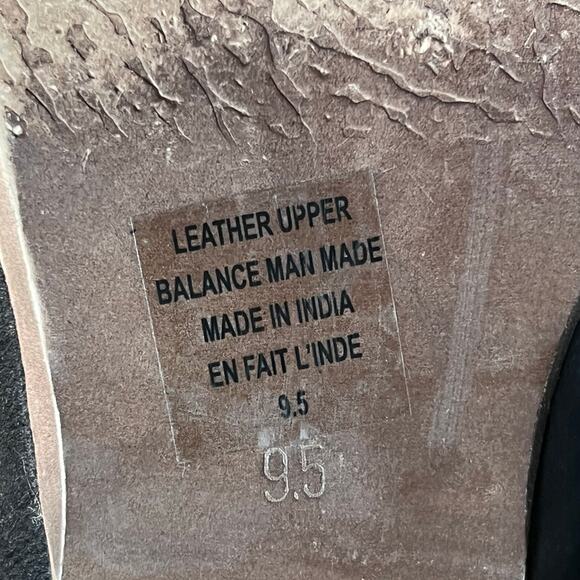 LEATHER UPPER
BALANCE MAN MADE
MADE IN INDIA
EN FAIT L'INDE
9.5
9.5